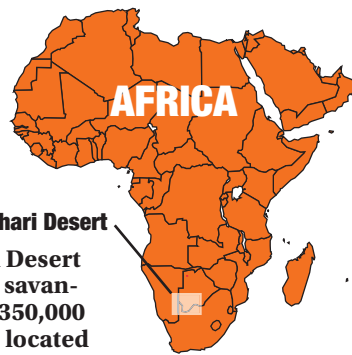 AFRICA
hari Desert
Desert
savan-
350,000
located